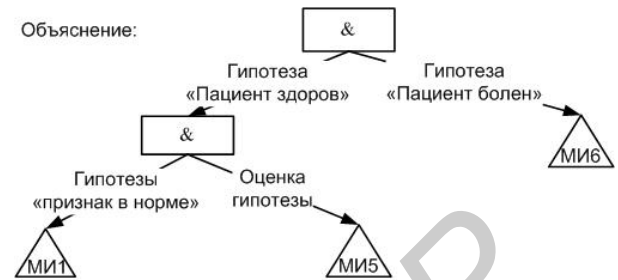 Объяснение:
&
Гипотеза
«Пациент здоров»
Гипотеза
«Пациент болен»
&
МИ6
Гипотезы
«признак в норме»
Оценка
гипотезы
МИ1
МИ5